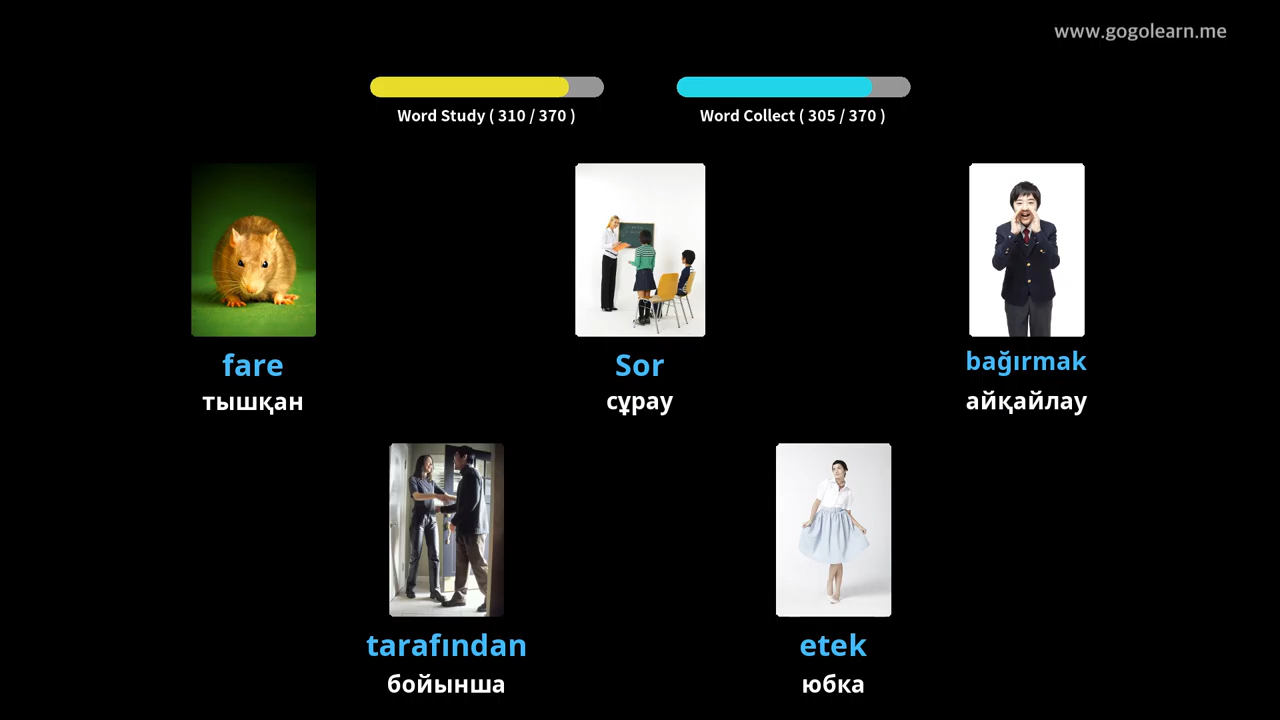 www.gogolearn.me
Word Study ( 310 / 370 )
Word Collect ( 305 / 370 )
fare
тышқан
Sor
сұрау
bağırmak
айқайлау
tarafından
бойынша
etek
юбка